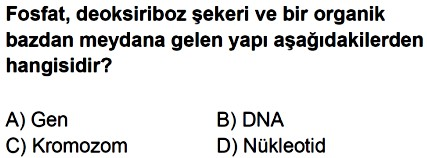 Fosfat, deoksiriboz şekeri ve bir organik
bazdan meydana gelen yapı aşağıdakilerden
hangisidir?
A) Gen B) DNA
C) Kromozom D) Nükleotid